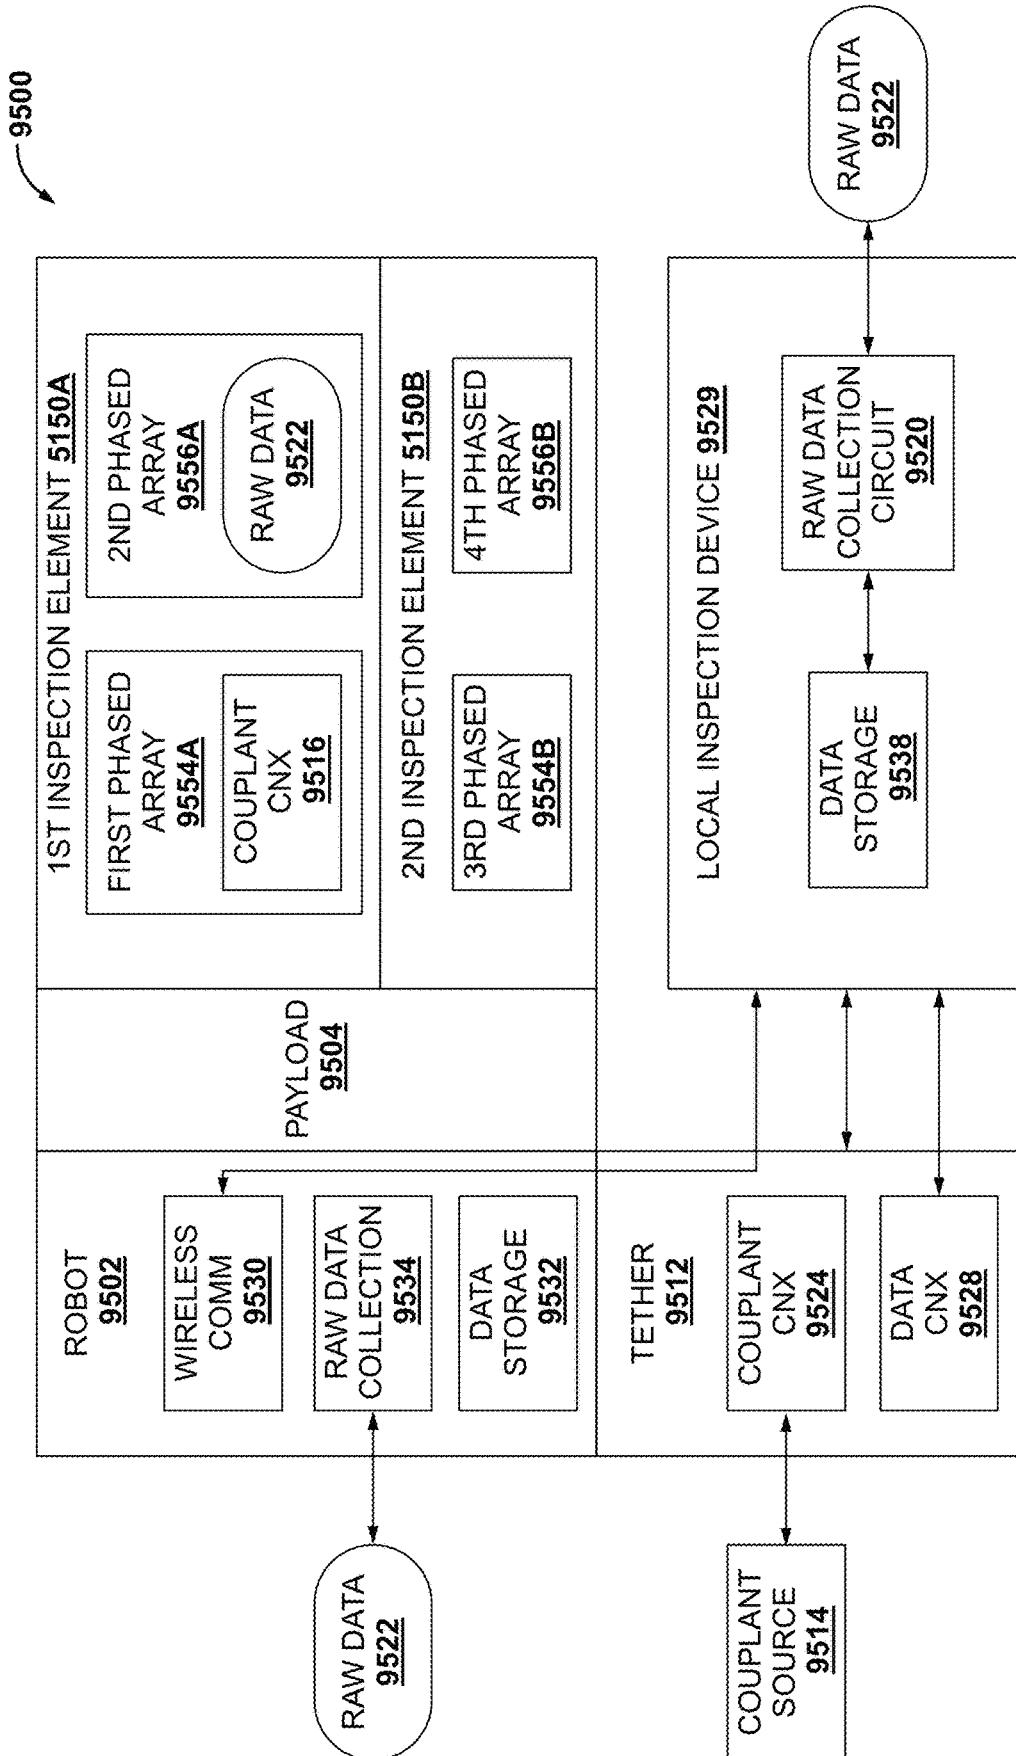 9500
ROBOT
9502
WIRELESS
COMM
9530
RAW DATA
COLLECTION
9534
DATA
STORAGE
9532
PAYLOAD
9504
1ST INSPECTION ELEMENT 5150A
FIRST PHASED
ARRAY
9554A
COUPLANT
CNX
9516
2ND PHASED
ARRAY
9556A
RAW DATA
9522
2ND INSPECTION ELEMENT 5150B
3RD PHASED
ARRAY
9554B
4TH PHASED
ARRAY
9556B
RAW DATA
9522
TETHER
9512
COUPLANT
CNX
9524
DATA
CNX
9528
COUPLANT
SOURCE
9514
LOCAL INSPECTION DEVICE 9529
DATA
STORAGE
9538
RAW DATA
COLLECTION
CIRCUIT
9520
RAW DATA
9522